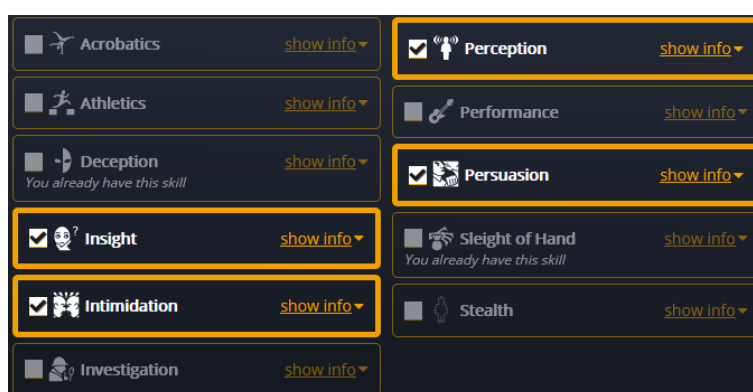 Acrobatics show info
Athletics show info
Deception show info
You already have this skill
Insight show info
Intimidation show info
Investigation show info
Perception show info
Performance show info
Persuasion show info
Sleight of Hand show info
You already have this skill
Stealth show info